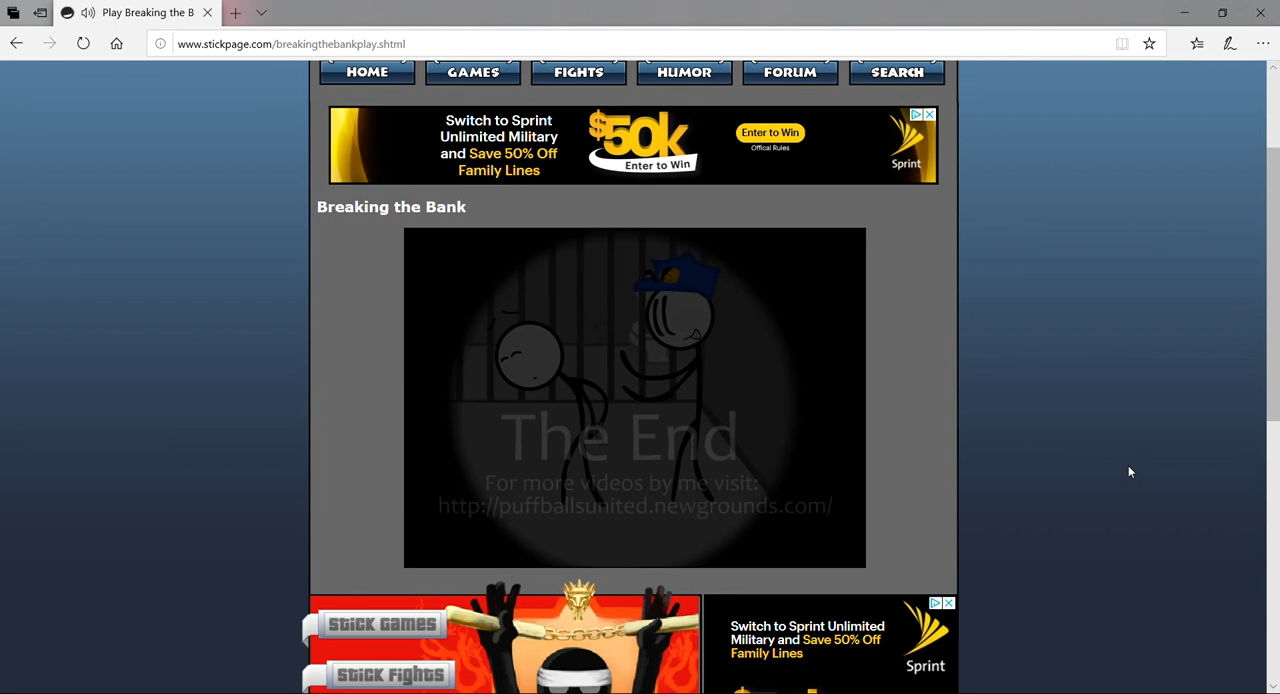 Play Breaking the B
www.stickpage.com/breakingthebankplay.shtml
HOME GAMES FIGHTS HUMOR FORUM SEARCH
Switch to Sprint
Unlimited Military
and Save 50% Off
Family Lines
$50k
Enter to Win
Enter to Win
Offical Rules
Sprint
Breaking the Bank
The End
For more videos by me visit:
http://puffballsunited.newgrounds.com/
STICK GAMES
STICK FIGHTS
Switch to Sprint Unlimited
Military and Save 50% Off
Family Lines
Sprint